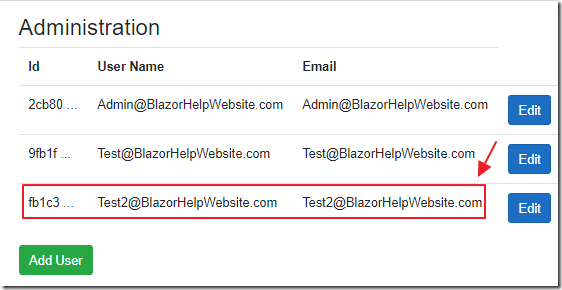 Administration
Id User Name Email
2cb80 ... Admin@BlazorHelpWebsite.com Admin@BlazorHelpWebsite.com Edit
9fb1f ... Test@BlazorHelpWebsite.com Test@BlazorHelpWebsite.com Edit
fb1c3 ... Test2@BlazorHelpWebsite.com Test2@BlazorHelpWebsite.com Edit
Add User